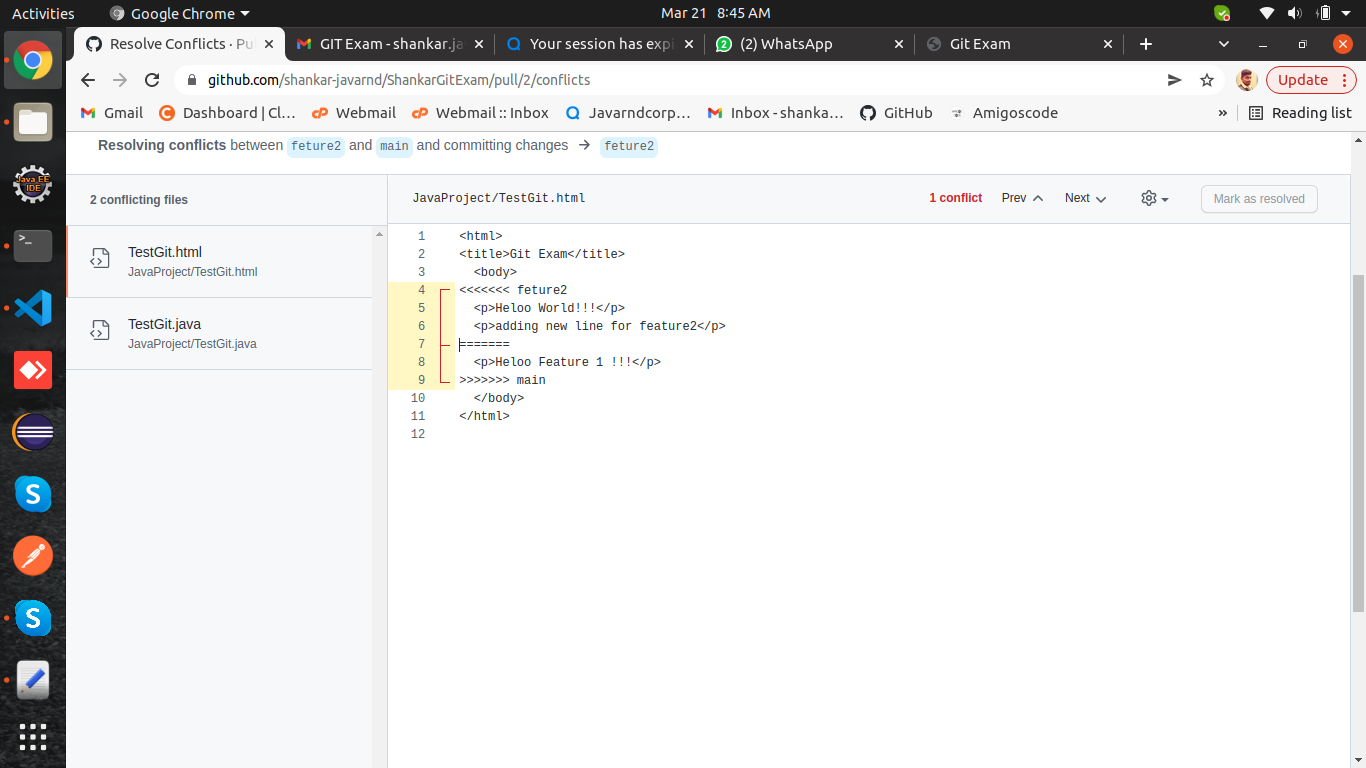 Activities
Google Chrome
Mar 21 8:45 AM
Resolve Conflicts · Pu
GIT Exam - shankar.ja
Your session has expi
(2) WhatsApp
Git Exam
github.com/shankar-javarnd/ShankarGitExam/pull/2/conflicts
Update
Gmail
Dashboard | Cl...
Webmail
Webmail :: Inbox
Javarndcorp...
Inbox - shanka...
GitHub
Amigoscode
»
Reading list
Resolving conflicts between feture2 and main and committing changes → feture2
2 conflicting files
TestGit.html
JavaProject/TestGit.html
TestGit.java
JavaProject/TestGit.java
JavaProject/TestGit.html
1 conflict
Prev
Next
Mark as resolved
1 <html>
2 <title>Git Exam</title>
3   <body>
4 <<<<<<< feture2
5   <p>Heloo World!!!</p>
6   <p>adding new line for feature2</p>
7 =======
8   <p>Heloo Feature 1 !!!</p>
9 >>>>>>> main
10   </body>
11 </html>
12
Java EE
IDE